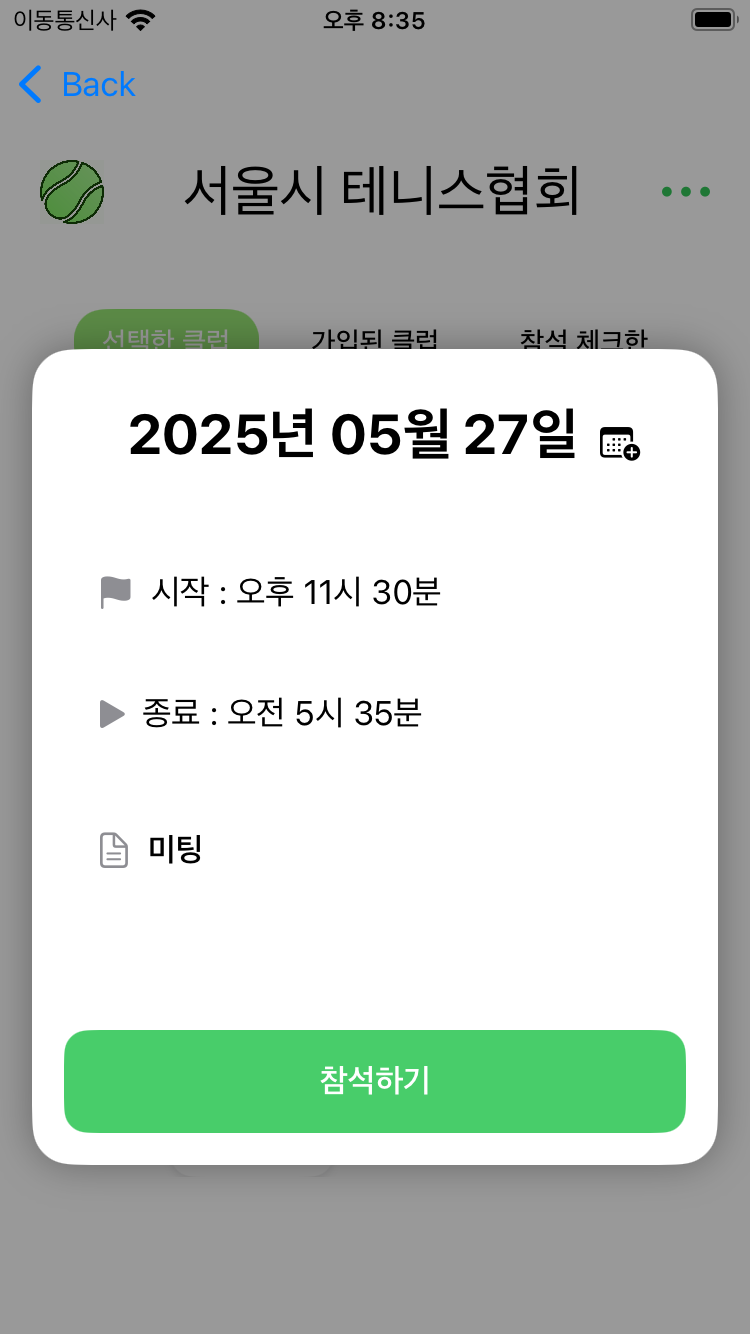 이동통신사 오후 8:35
Back
서울시 테니스협회
선택한 클럽 가입된 클럽 참석 체크한
2025년 05월 27일
시작 : 오후 11시 30분
종료 : 오전 5시 35분
미팅
참석하기